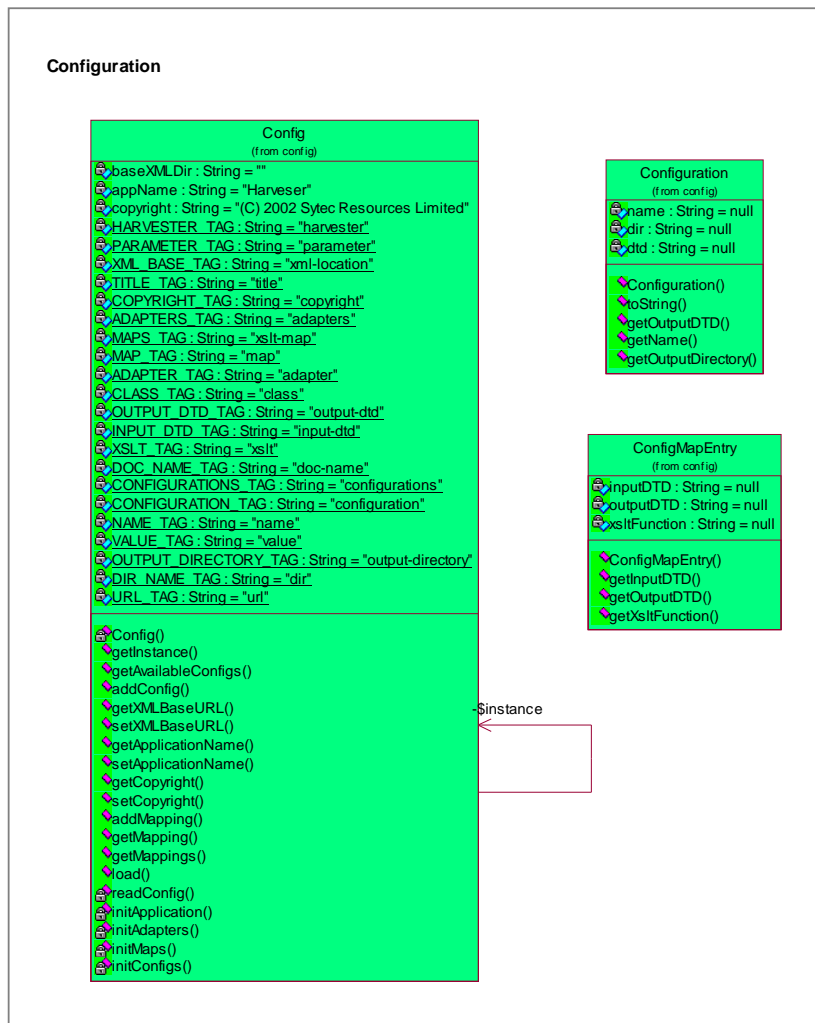 Configuration
Config
(from config)
baseXMLDir : String = ""
appName : String = "Harveser"
copyright : String = "(C) 2002 Sytec Resources Limited"
HARVESTER_TAG : String = "harvester"
PARAMETER_TAG : String = "parameter"
XML_BASE_TAG : String = "xml-location"
TITLE_TAG : String = "title"
COPYRIGHT_TAG : String = "copyright"
ADAPTERS_TAG : String = "adapters"
MAPS_TAG : String = "xslt-map"
MAP_TAG : String = "map"
ADAPTER_TAG : String = "adapter"
CLASS_TAG : String = "class"
OUTPUT_DTD_TAG : String = "output-dtd"
INPUT_DTD_TAG : String = "input-dtd"
XSLT_TAG : String = "xslt"
DOC_NAME_TAG : String = "doc-name"
CONFIGURATIONS_TAG : String = "configurations"
CONFIGURATION_TAG : String = "configuration"
NAME_TAG : String = "name"
VALUE_TAG : String = "value"
OUTPUT_DIRECTORY_TAG : String = "output-directory"
DIR_NAME_TAG : String = "dir"
URL_TAG : String = "url"
Config()
getInstance()
getAvailableConfigs()
addConfig()
getXMLBaseURL()
setXMLBaseURL()
getApplicationName()
setApplicationName()
getCopyright()
setCopyright()
addMapping()
getMapping()
getMappings()
load()
readConfig()
initApplication()
initAdapters()
initMaps()
initConfigs()
-$instance
Configuration
(from config)
name : String = null
dir : String = null
dtd : String = null
Configuration()
toString()
getOutputDTD()
getName()
getOutputDirectory()
ConfigMapEntry
(from config)
inputDTD : String = null
outputDTD : String = null
xsltFunction : String = null
ConfigMapEntry()
getInputDTD()
getOutputDTD()
getXsltFunction()